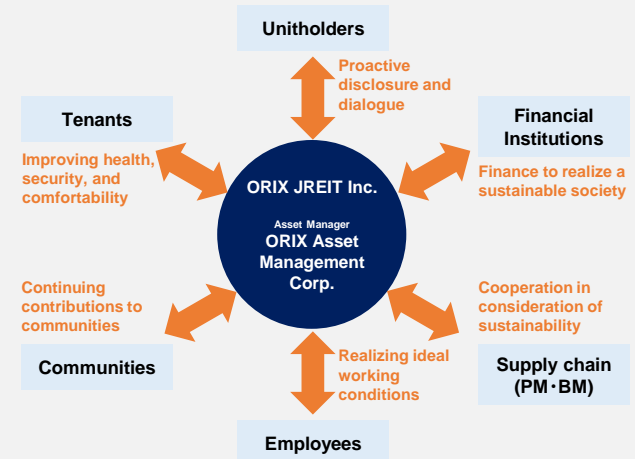 Unitholders
Proactive
disclosure and
dialogue
Tenants
Improving health,
security, and
comfortability
Financial
Institutions
Finance to realize a
sustainable society
ORIX JREIT Inc.
Asset Manager
ORIX Asset
Management
Corp.
Continuing
contributions to
communities
Communities
Cooperation in
consideration of
sustainability
Supply chain
(PM･BM)
Realizing ideal
working
conditions
Employees